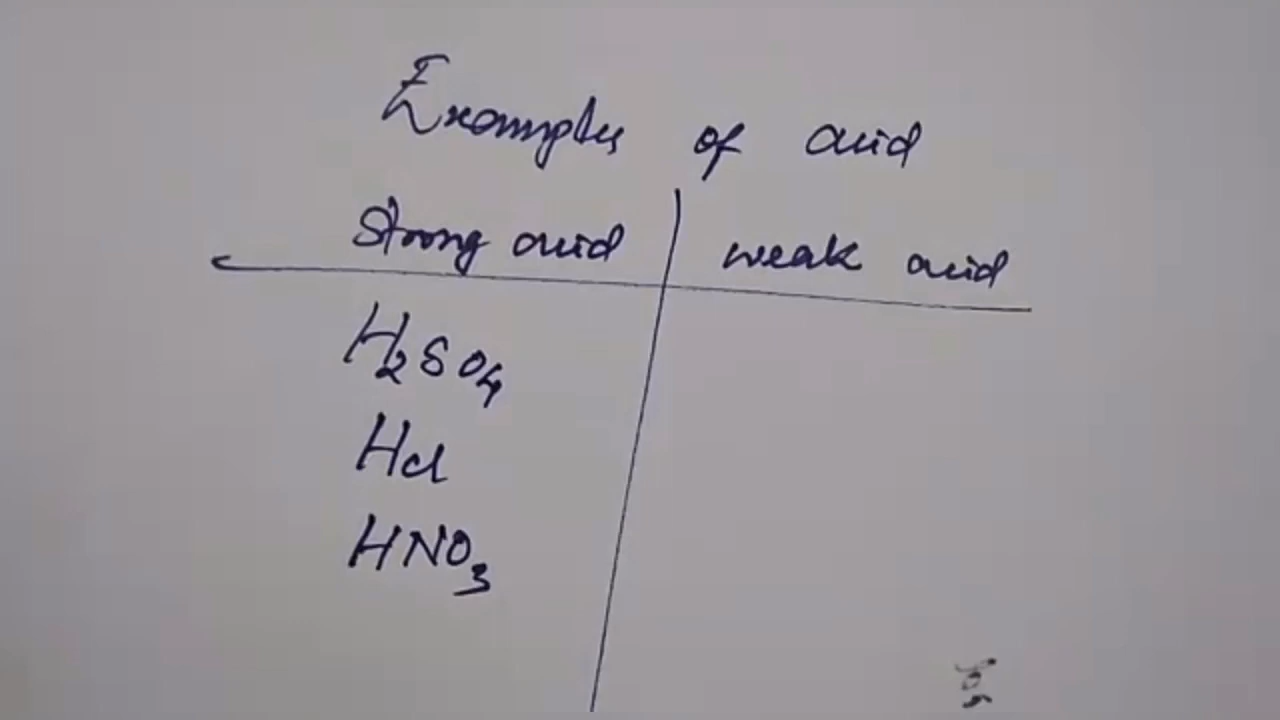 Examples of acid
Strong acid weak acid
H₂SO₄
Hcl
HNO₃